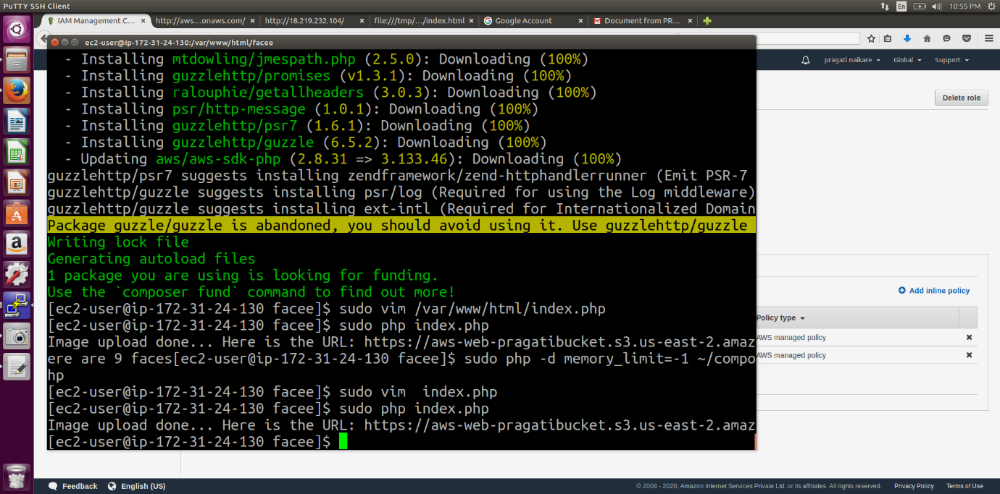 PuTTY SSH Client
En
10:55 PM
IAM Management C...
http://aws...onaws.com/
http://18.219.232.104/
file:///tmp/.../index.html
Google Account
Document from PR...
ec2-user@ip-172-31-24-130:/var/www/html/facee
pragati naikare
Global
Support
Delete role
- Installing mtdowling/jmespath.php (2.5.0): Downloading (100%)
- Installing guzzlehttp/promises (v1.3.1): Downloading (100%)
- Installing ralouphie/getallheaders (3.0.3): Downloading (100%)
- Installing psr/http-message (1.0.1): Downloading (100%)
- Installing guzzlehttp/psr7 (1.6.1): Downloading (100%)
- Installing guzzlehttp/guzzle (6.5.2): Downloading (100%)
- Updating aws/aws-sdk-php (2.8.31 => 3.133.46): Downloading (100%)
guzzlehttp/psr7 suggests installing zendframework/zend-httphandlerrunner (Emit PSR-7
guzzlehttp/guzzle suggests installing psr/log (Required for using the Log middleware)
guzzlehttp/guzzle suggests installing ext-intl (Required for Internationalized Domain
Package guzzle/guzzle is abandoned, you should avoid using it. Use guzzlehttp/guzzle
Writing lock file
Generating autoload files
1 package you are using is looking for funding.
Use the `composer fund` command to find out more!
[ec2-user@ip-172-31-24-130 facee]$ sudo vim /var/www/html/index.php
[ec2-user@ip-172-31-24-130 facee]$ sudo php index.php
Image upload done... Here is the URL: https://aws-web-pragatibucket.s3.us-east-2.amaz
ere are 9 faces[ec2-user@ip-172-31-24-130 facee]$ sudo php -d memory_limit=-1 ~/compo
hp
[ec2-user@ip-172-31-24-130 facee]$ sudo vim  index.php
[ec2-user@ip-172-31-24-130 facee]$ sudo php index.php
Image upload done... Here is the URL: https://aws-web-pragatibucket.s3.us-east-2.amaz
[ec2-user@ip-172-31-24-130 facee]$
Add inline policy
Policy type
AWS managed policy
AWS managed policy
Feedback
English (US)
© 2008 - 2020, Amazon Internet Services Private Ltd. or its affiliates. All rights reserved.
Privacy Policy
Terms of Use